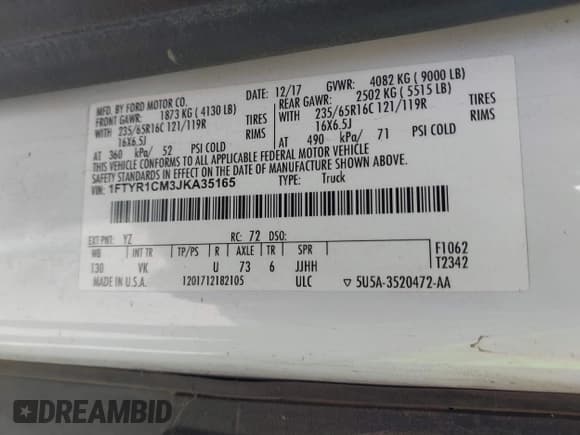 MFD. BY FORD MOTOR CO.
DATE: 12/17 GVWR: 4082 KG ( 9000 LB)
FRONT GAWR: 1873 KG ( 4130 LB) REAR GAWR: 2502 KG ( 5515 LB)
WITH 235/65R16C 121/119R TIRES WITH 235/65R16C 121/119R TIRES
16X6.5J RIMS 16X6.5J RIMS
AT 360 kPa/ 52 PSI COLD AT 490 kPa/ 71 PSI COLD
THIS VEHICLE CONFORMS TO ALL APPLICABLE FEDERAL MOTOR VEHICLE
SAFETY STANDARDS IN EFFECT ON THE DATE OF MANUFACTURE SHOWN ABOVE.
VIN: 1FTYR1CM3JKA35165 TYPE: Truck
EXT PNT: YZ RC: 72 DSO:
WB INT TR TP/PS R AXLE TR SPR F1062
130 VK U 73 6 JJHH T2342
MADE IN U.S.A. 1201712182105 ULC ▽ 5U5A-3520472-AA
DREAMBID